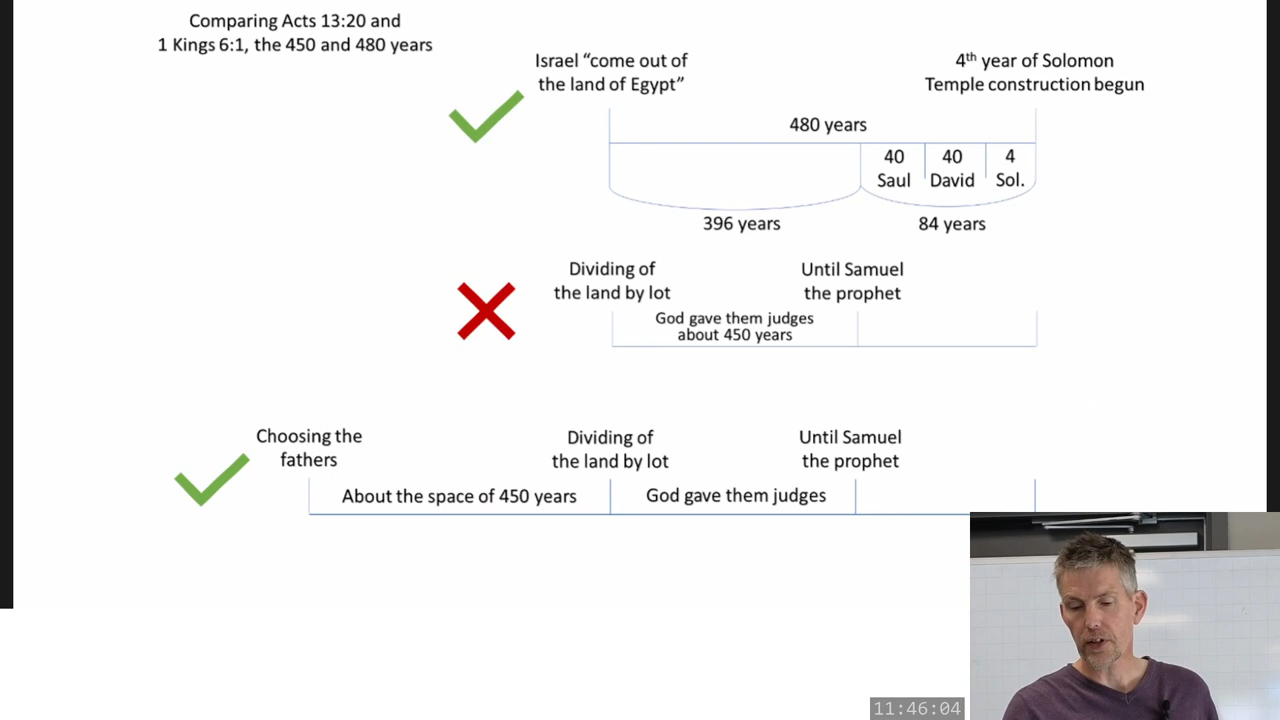 Comparing Acts 13:20 and
1 Kings 6:1, the 450 and 480 years
Israel “come out of
the land of Egypt”
4th year of Solomon
Temple construction begun
480 years
40
Saul
40
David
4
Sol.
396 years
84 years
Dividing of
the land by lot
Until Samuel
the prophet
God gave them judges
about 450 years
Choosing the
fathers
Dividing of
the land by lot
Until Samuel
the prophet
About the space of 450 years
God gave them judges
11:46:04